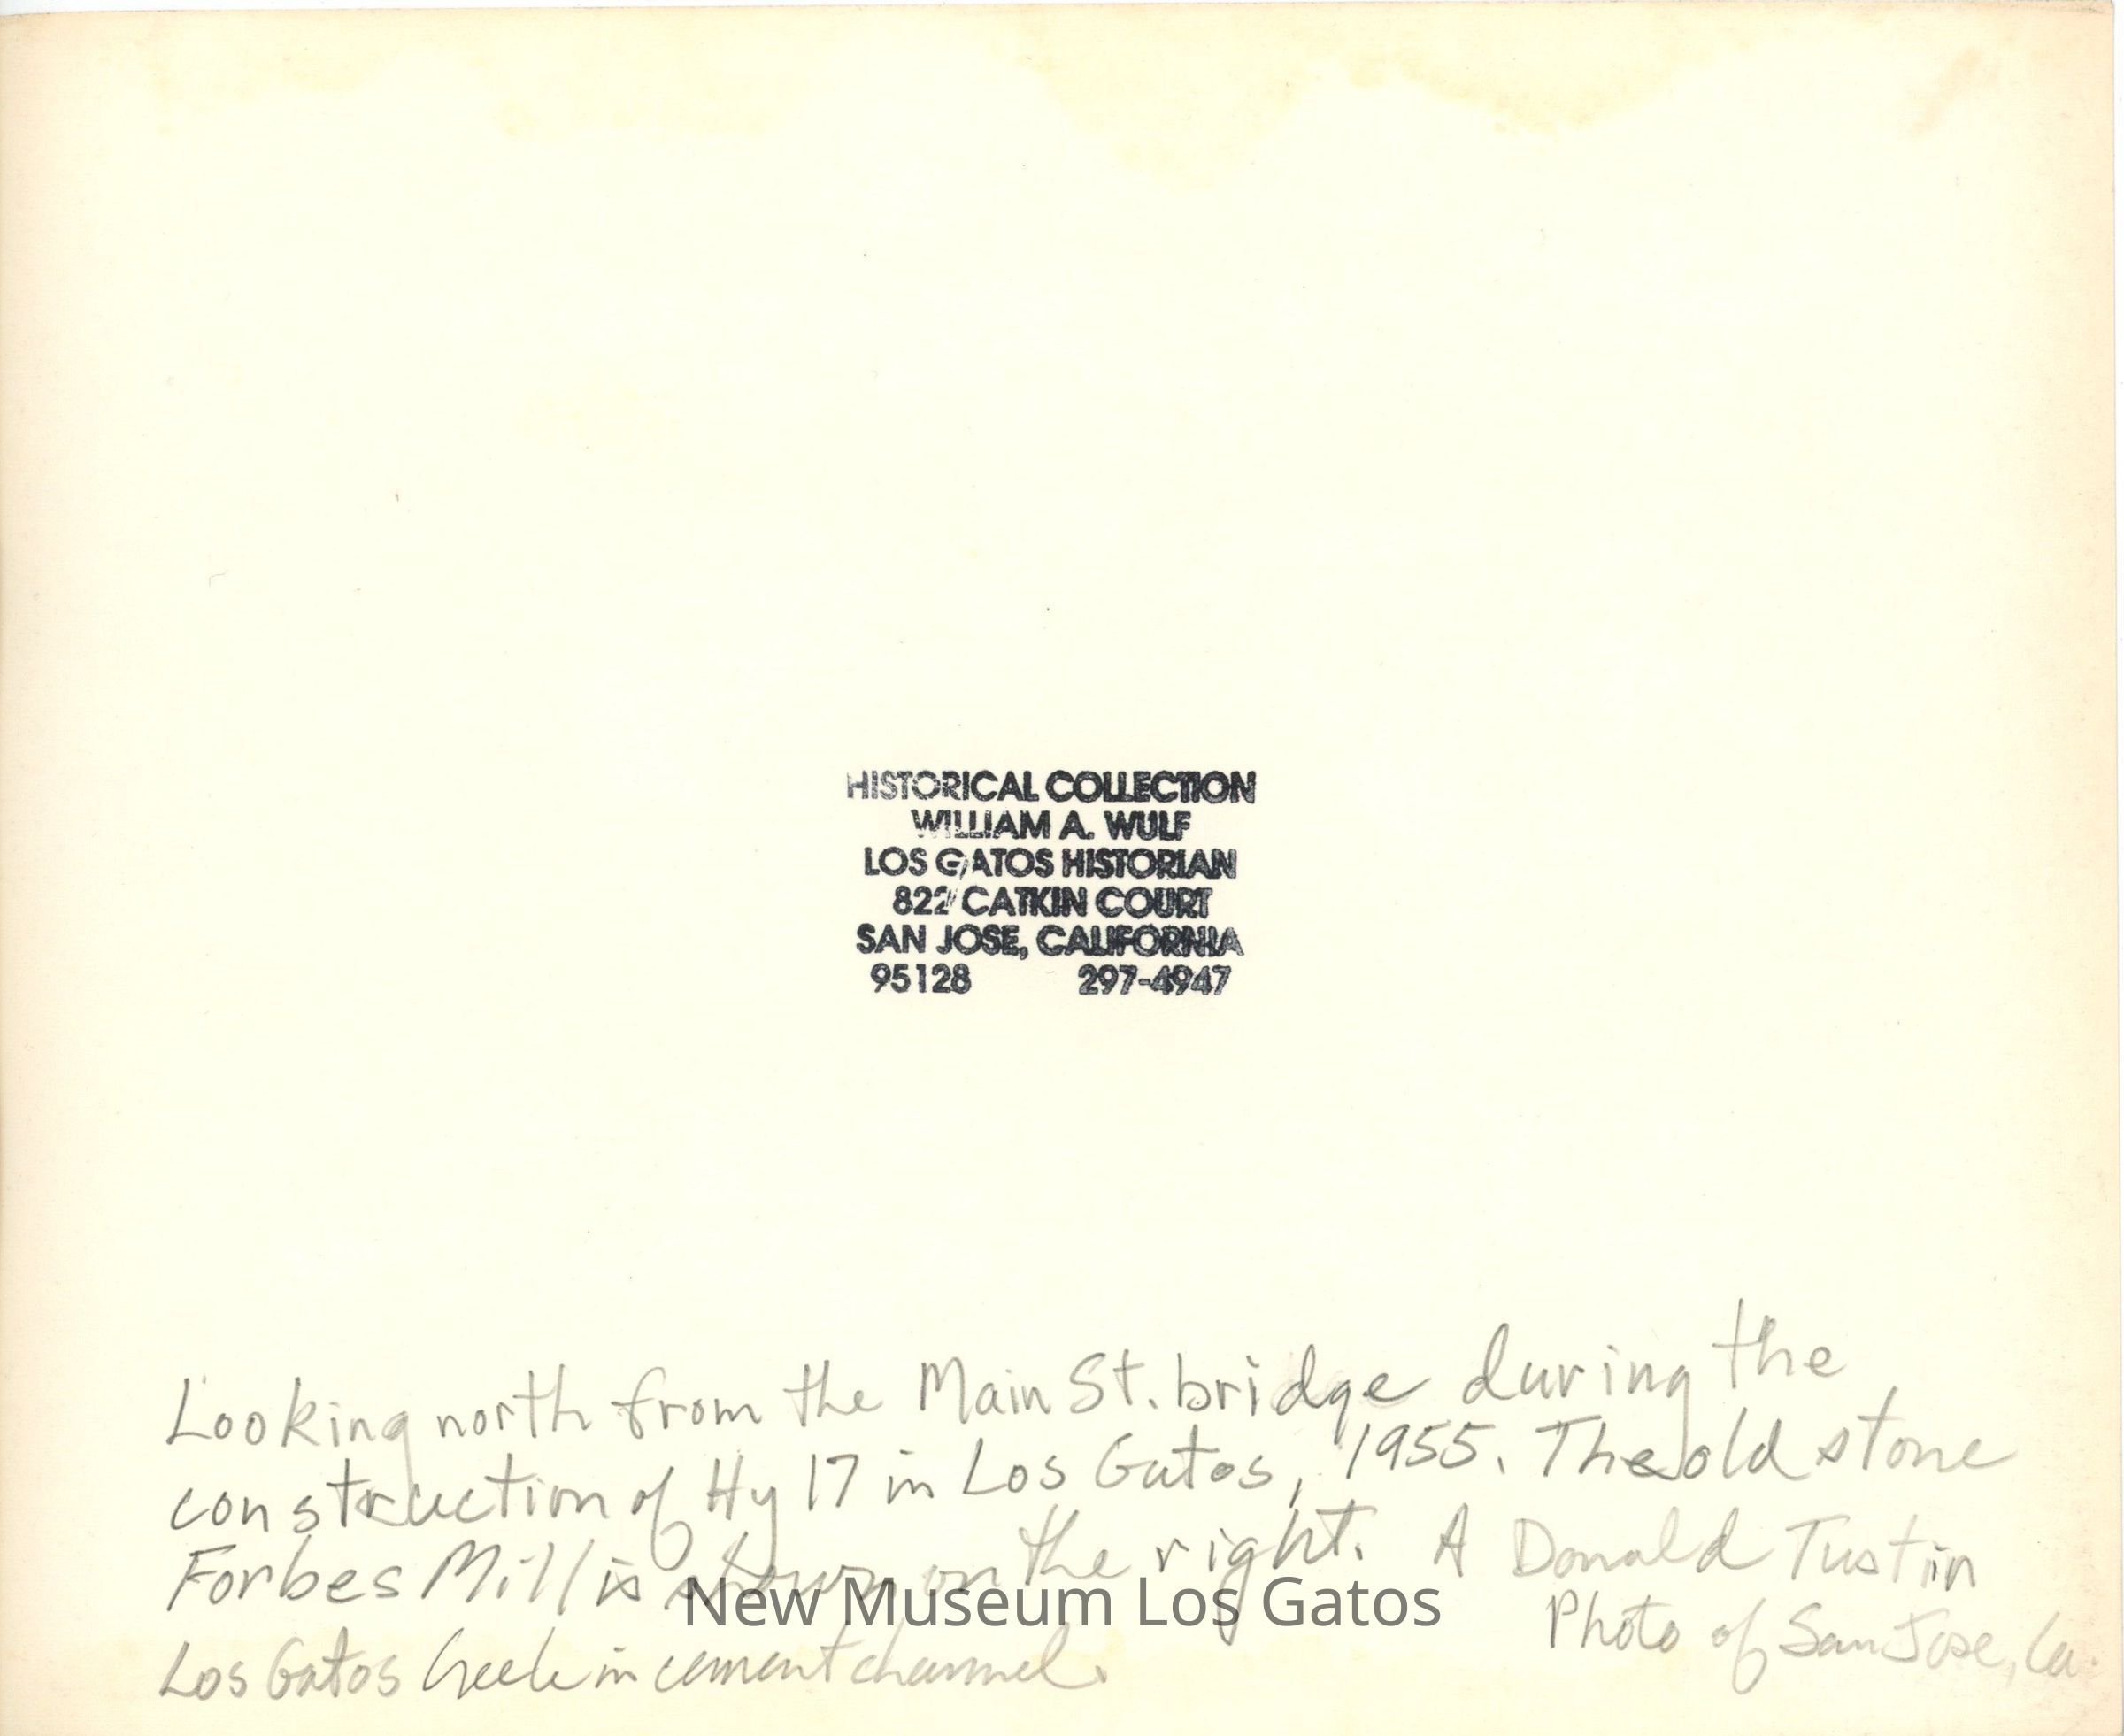 HISTORICAL COLLECTION
WILLIAM A. WULF
LOS GATOS HISTORIAN
822 CATKIN COURT
SAN JOSE, CALIFORNIA
95128 297-4947
Looking north from the Main St. bridge during the
construction of Hy 17 in Los Gatos, 1955. The old stone
Forbes Mill is shown on the right. A Donald Tustin
Photo of San Jose, Ca.
New Museum Los Gatos
Los Gatos Creek in cement channel.